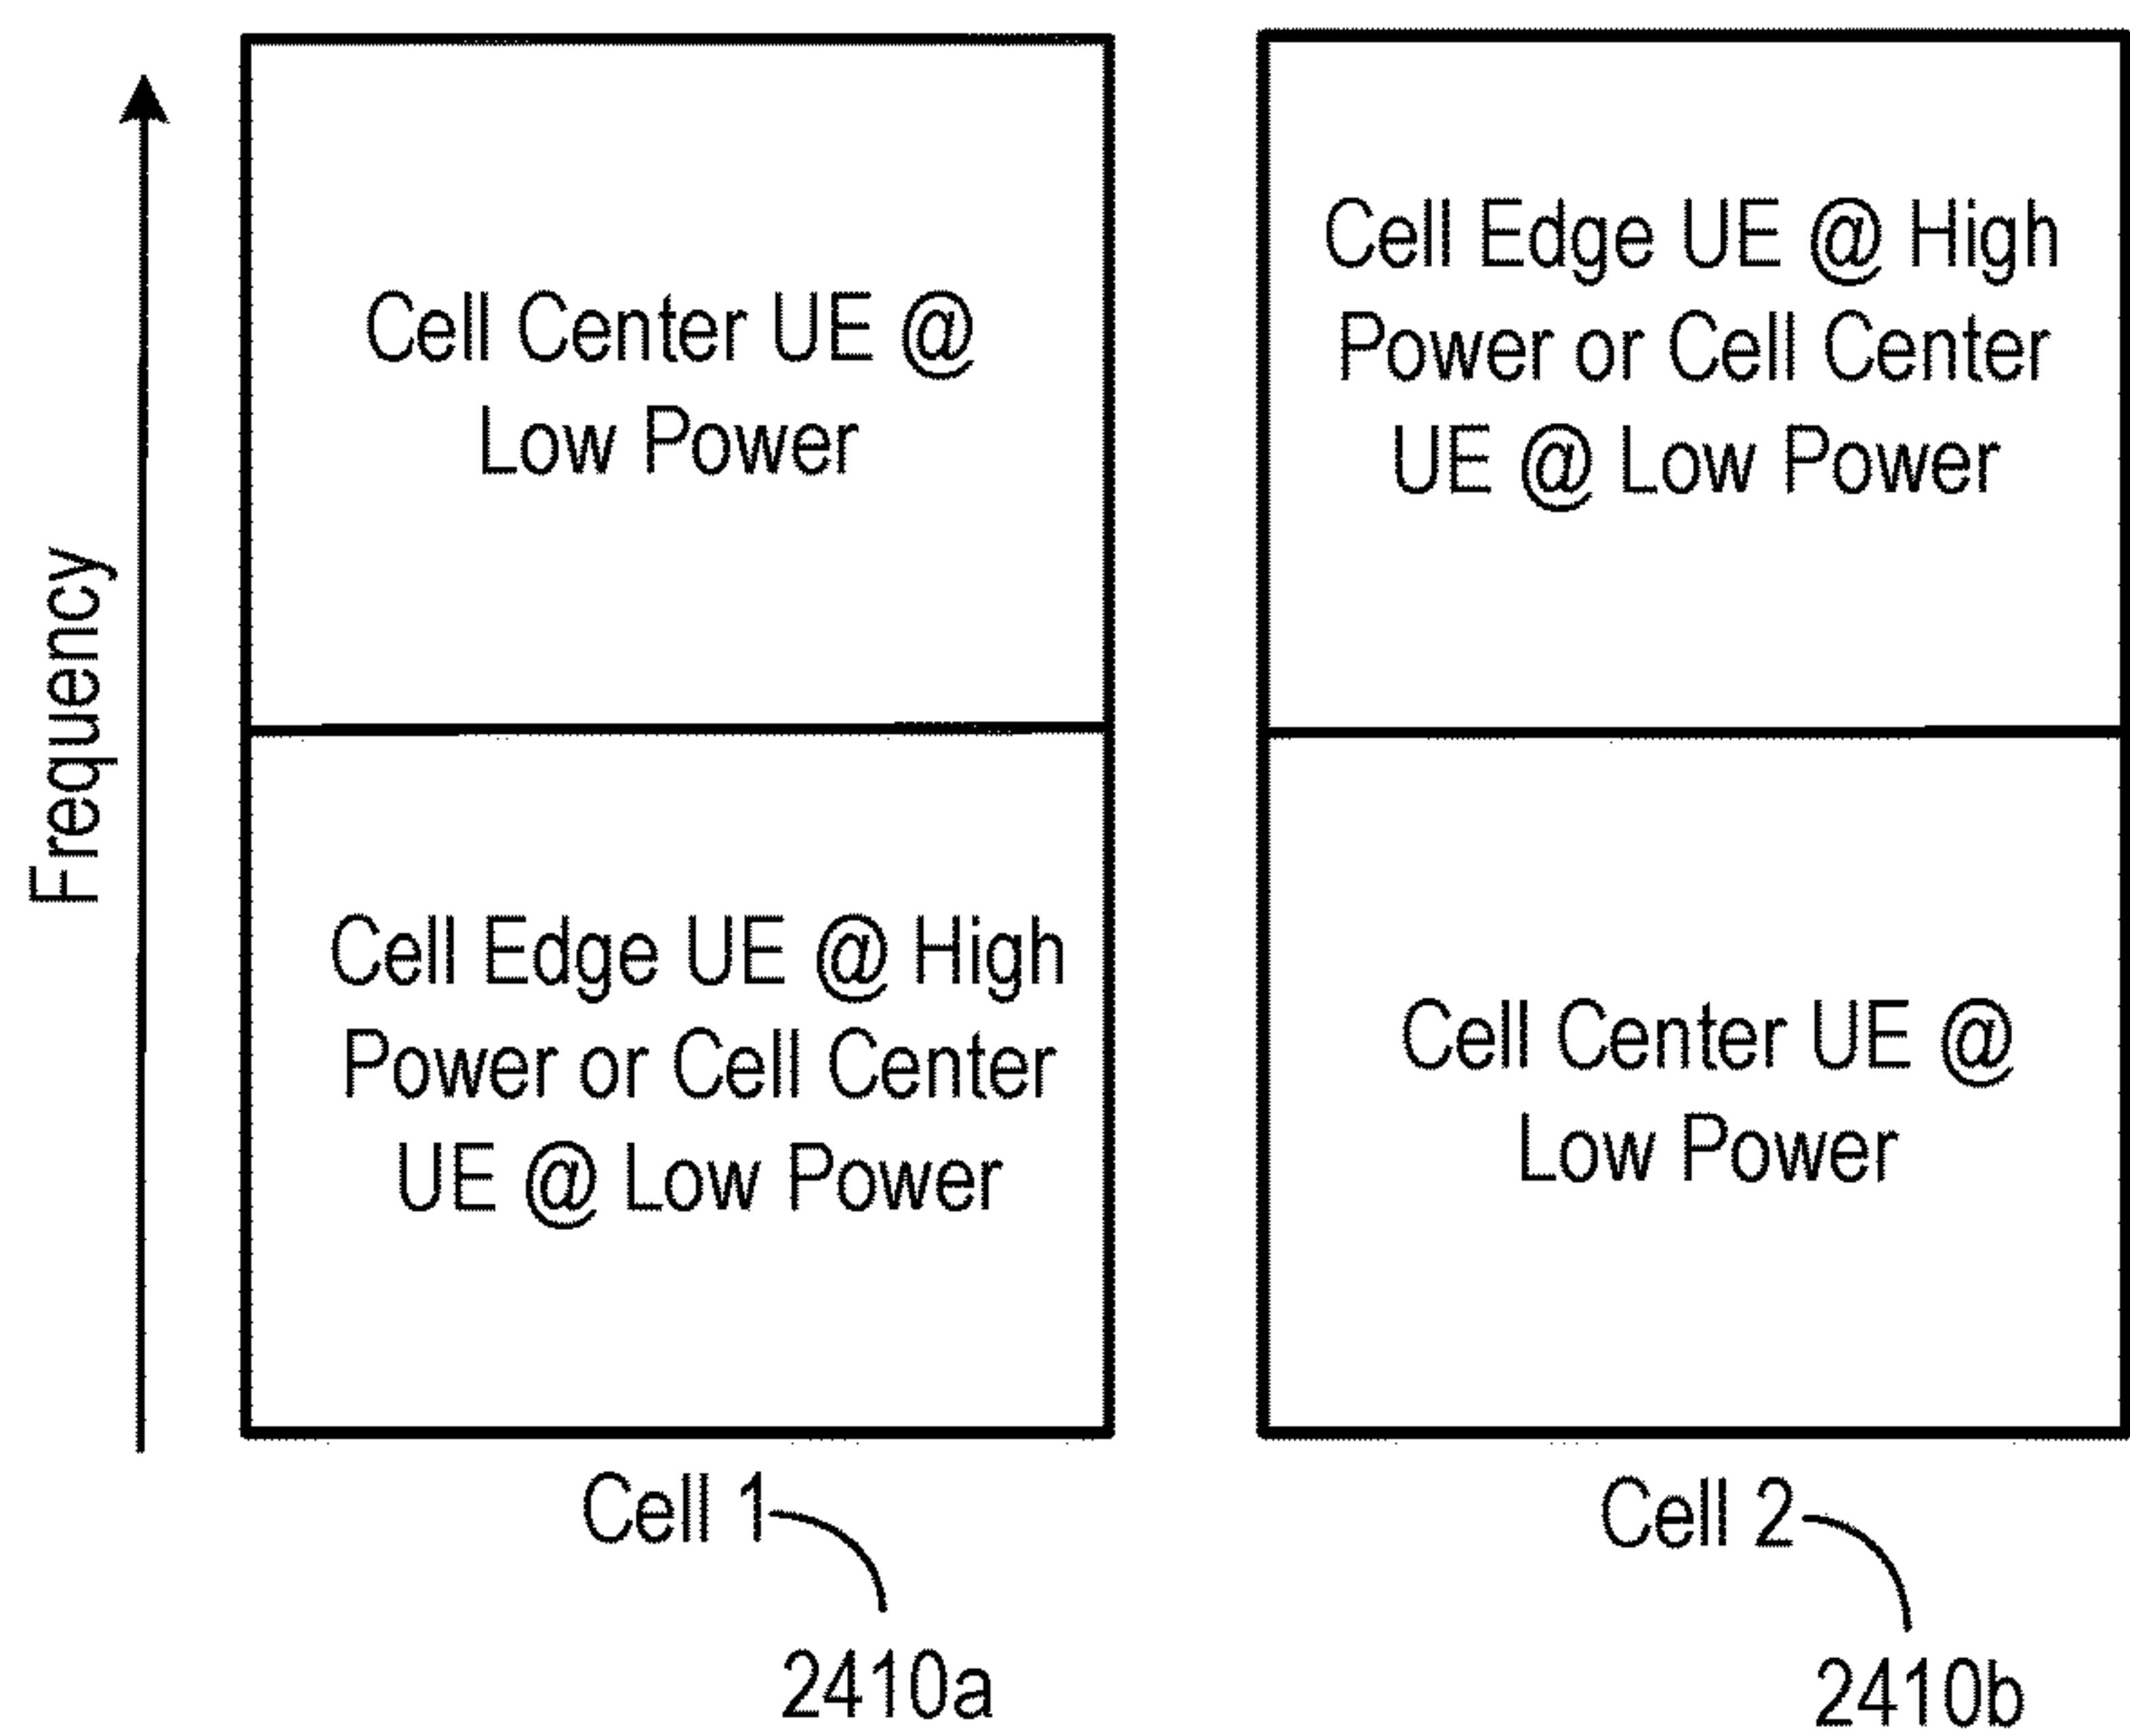 Frequency
Cell Center UE @
Low Power
Cell Edge UE @ High
Power or Cell Center
UE @ Low Power
Cell 1
2410a
Cell Edge UE @ High
Power or Cell Center
UE @ Low Power
Cell Center UE @
Low Power
Cell 2
2410b